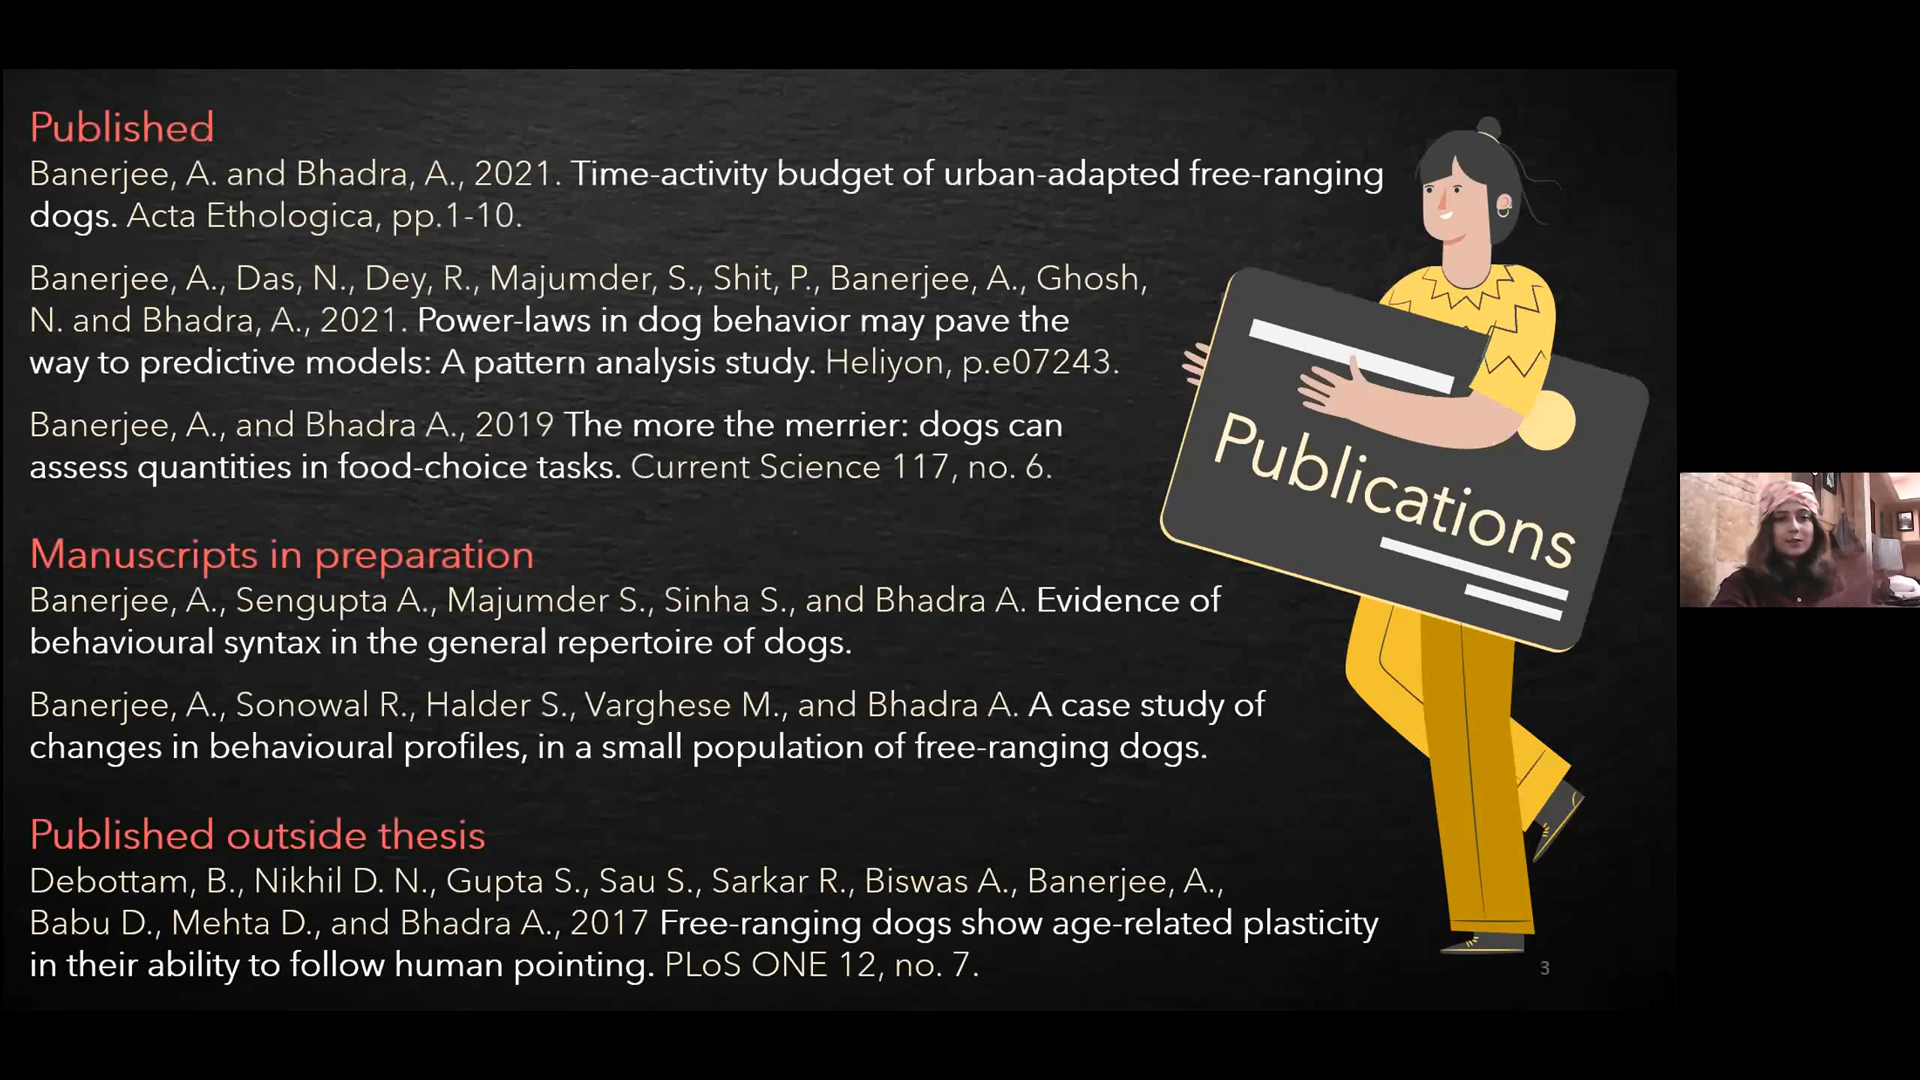 Published
Banerjee, A. and Bhadra, A., 2021. Time-activity budget of urban-adapted free-ranging
dogs. Acta Ethologica, pp.1-10.
Banerjee, A., Das, N., Dey, R., Majumder, S., Shit, P., Banerjee, A., Ghosh,
N. and Bhadra, A., 2021. Power-laws in dog behavior may pave the
way to predictive models: A pattern analysis study. Heliyon, p.e07243.
Banerjee, A., and Bhadra A., 2019 The more the merrier: dogs can
assess quantities in food-choice tasks. Current Science 117, no. 6.
Manuscripts in preparation
Banerjee, A., Sengupta A., Majumder S., Sinha S., and Bhadra A. Evidence of
behavioural syntax in the general repertoire of dogs.
Banerjee, A., Sonowal R., Halder S., Varghese M., and Bhadra A. A case study of
changes in behavioural profiles, in a small population of free-ranging dogs.
Published outside thesis
Debottam, B., Nikhil D. N., Gupta S., Sau S., Sarkar R., Biswas A., Banerjee, A.,
Babu D., Mehta D., and Bhadra A., 2017 Free-ranging dogs show age-related plasticity
in their ability to follow human pointing. PLoS ONE 12, no. 7.
Publications
3